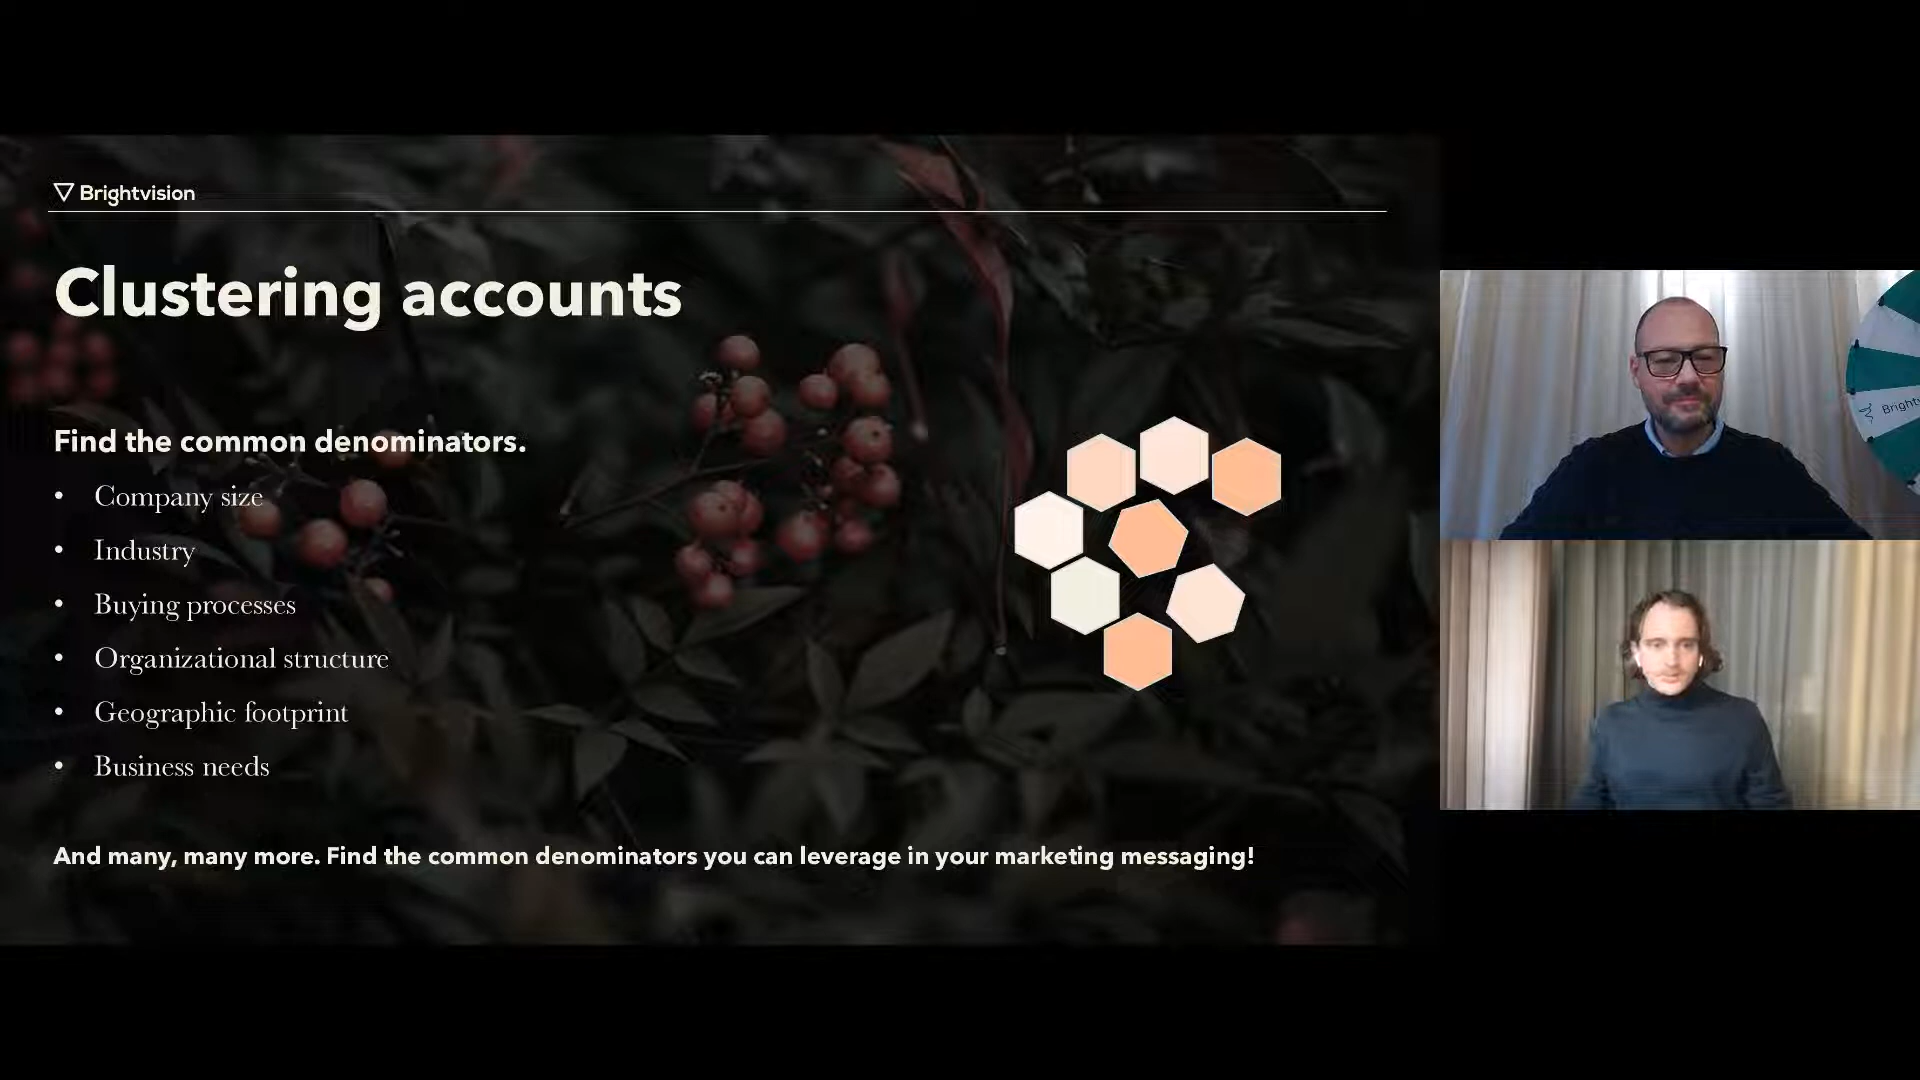 Brightvision
Clustering accounts
Find the common denominators.
• Company size
• Industry
• Buying processes
• Organizational structure
• Geographic footprint
• Business needs
And many, many more. Find the common denominators you can leverage in your marketing messaging!